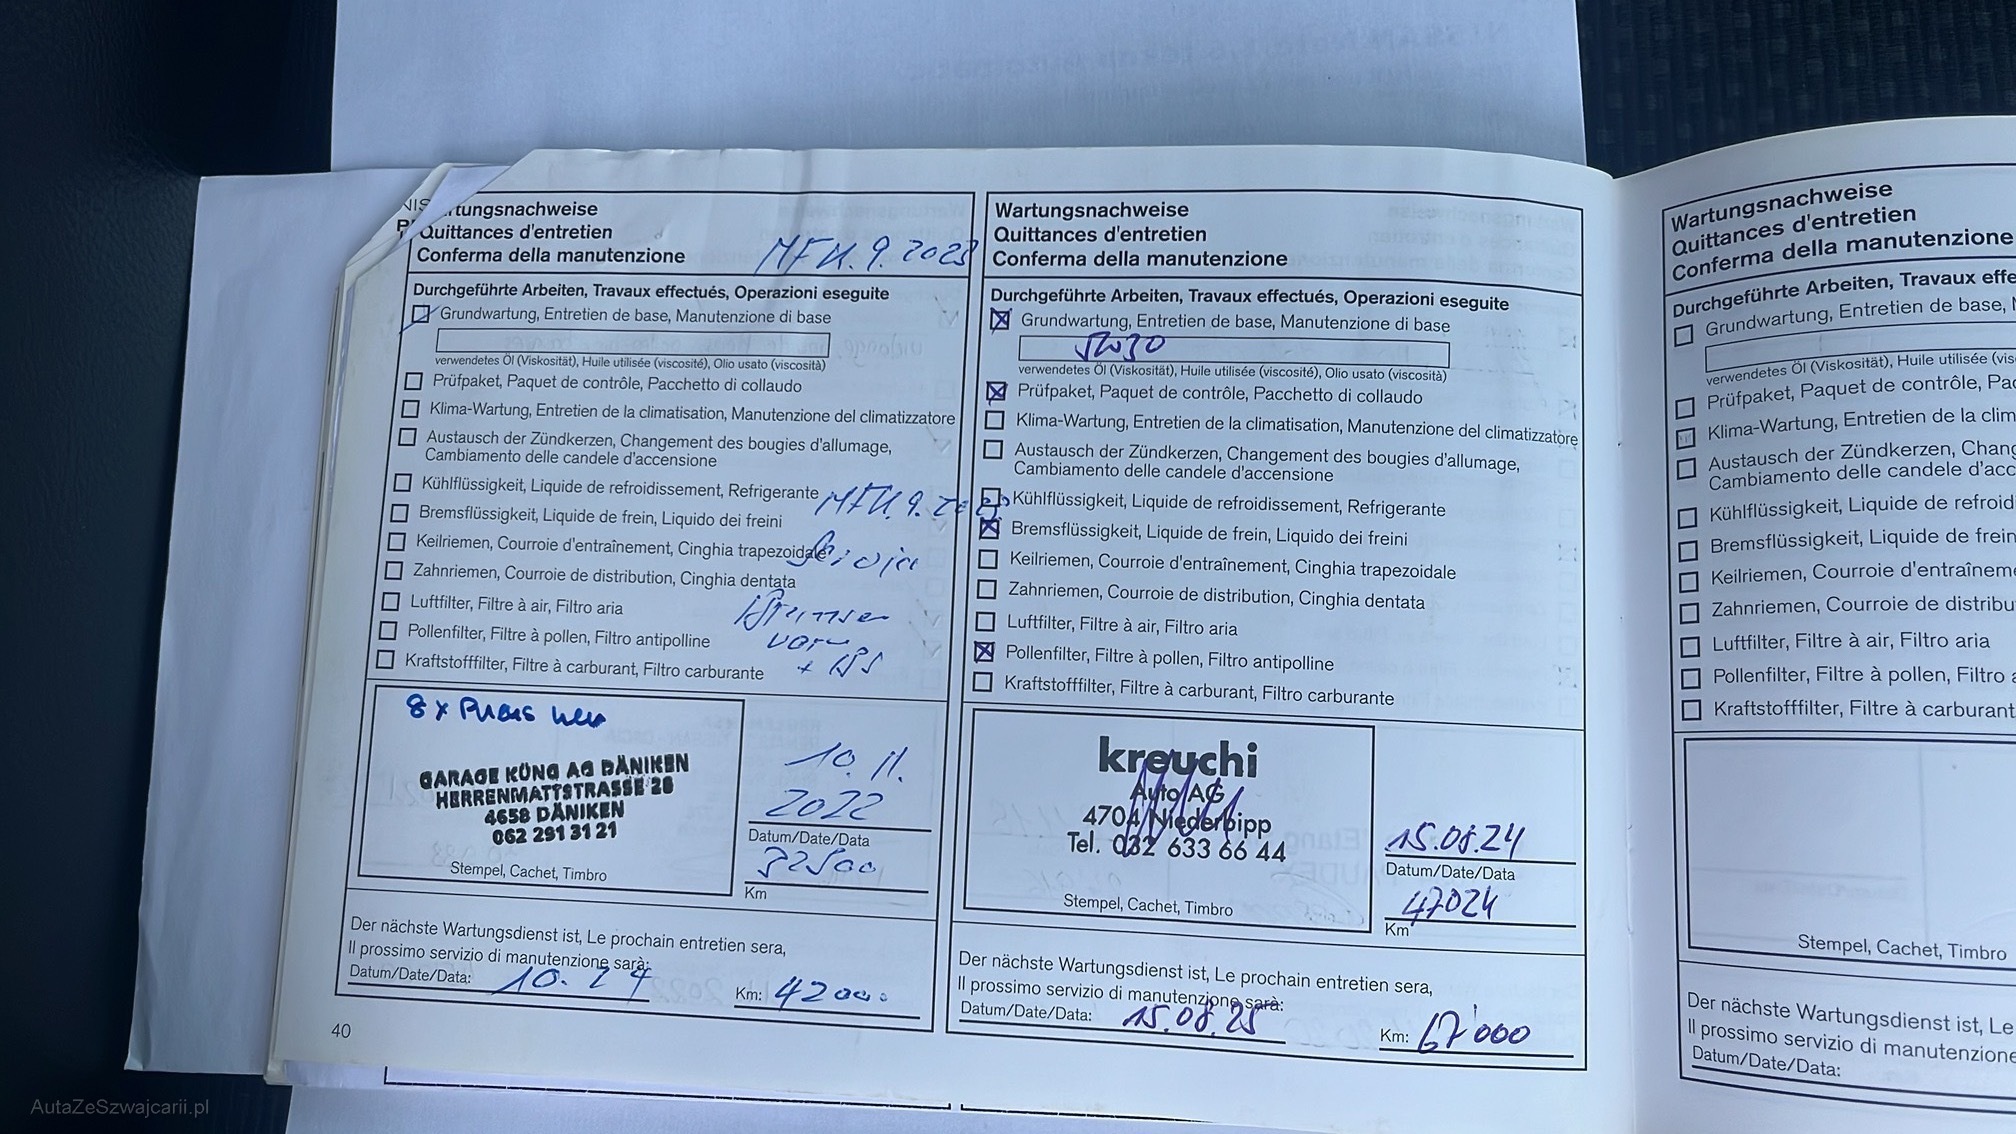 Wartungsnachweise
Quittances d'entretien
Conferma della manutenzione
MFK 11.9.2023
Durchgeführte Arbeiten, Travaux effectués, Operazioni eseguite
Grundwartung, Entretien de base, Manutenzione di base
verwendetes Öl (Viskosität), Huile utilisée (viscosité), Olio usato (viscosità)
Prüfpaket, Paquet de contrôle, Pacchetto di collaudo
Klima-Wartung, Entretien de la climatisation, Manutenzione del climatizzatore
Austausch der Zündkerzen, Changement des bougies d'allumage,
Cambiamento delle candele d'accensione
Kühlflüssigkeit, Liquide de refroidissement, Refrigerante
Bremsflüssigkeit, Liquide de frein, Liquido dei freini
Keilriemen, Courroie d'entraînement, Cinghia trapezoidale
Zahnriemen, Courroie de distribution, Cinghia dentata
Luftfilter, Filtre à air, Filtro aria
Bremsen
Pollenfilter, Filtre à pollen, Filtro antipolline
vorn
Kraftstofffilter, Filtre à carburant, Filtro carburante
8 x Pneus neu
GARAGE KÜNG AG DÄNIKEN
HERRENMATTSTRASSE 28
4658 DÄNIKEN
062 291 31 21
Stempel, Cachet, Timbro
10. 11.
2022
Datum/Date/Data
32500
Km
Der nächste Wartungsdienst ist, Le prochain entretien sera,
Il prossimo servizio di manutenzione sarà:
Datum/Date/Data: 10. 24
Km: 42000.
40
Wartungsnachweise
Quittances d'entretien
Conferma della manutenzione
Durchgeführte Arbeiten, Travaux effectués, Operazioni eseguite
Grundwartung, Entretien de base, Manutenzione di base
5W30
verwendetes Öl (Viskosität), Huile utilisée (viscosité), Olio usato (viscosità)
Prüfpaket, Paquet de contrôle, Pacchetto di collaudo
Klima-Wartung, Entretien de la climatisation, Manutenzione del climatizzatore
Austausch der Zündkerzen, Changement des bougies d'allumage,
Cambiamento delle candele d'accensione
Kühlflüssigkeit, Liquide de refroidissement, Refrigerante
Bremsflüssigkeit, Liquide de frein, Liquido dei freini
Keilriemen, Courroie d'entraînement, Cinghia trapezoidale
Zahnriemen, Courroie de distribution, Cinghia dentata
Luftfilter, Filtre à air, Filtro aria
Pollenfilter, Filtre à pollen, Filtro antipolline
Kraftstofffilter, Filtre à carburant, Filtro carburante
kreuchi
Auto AG
4704 Niederbipp
Tel. 032 633 66 44
Stempel, Cachet, Timbro
15.08.24
Datum/Date/Data
47024
Km
Der nächste Wartungsdienst ist, Le prochain entretien sera,
Il prossimo servizio di manutenzione sarà:
Datum/Date/Data: 15.08.25
Km: 67'000
Wartungsnachweise
Quittances d'entretien
Conferma della manutenzione
Durchgeführte Arbeiten, Travaux
Grundwartung, Entretien de base,
verwendetes Öl (Viskosität), Huile utilisée
Prüfpaket, Paquet de contrôle,
Klima-Wartung, Entretien de la
Austausch der Zündkerzen,
Cambiamento delle candele
Kühlflüssigkeit, Liquide de
Bremsflüssigkeit, Liquide de frein
Keilriemen, Courroie
Zahnriemen, Courroie de
Luftfilter, Filtre à air, Filtro aria
Pollenfilter, Filtre à pollen, Filtro
Kraftstofffilter, Filtre à carburant
Stempel, Cachet, Timbro
Der nächste Wartungsdienst ist, Le
Il prossimo servizio di manutenzione
Datum/Date/Data:
AutaZeSzwajcarii.pl